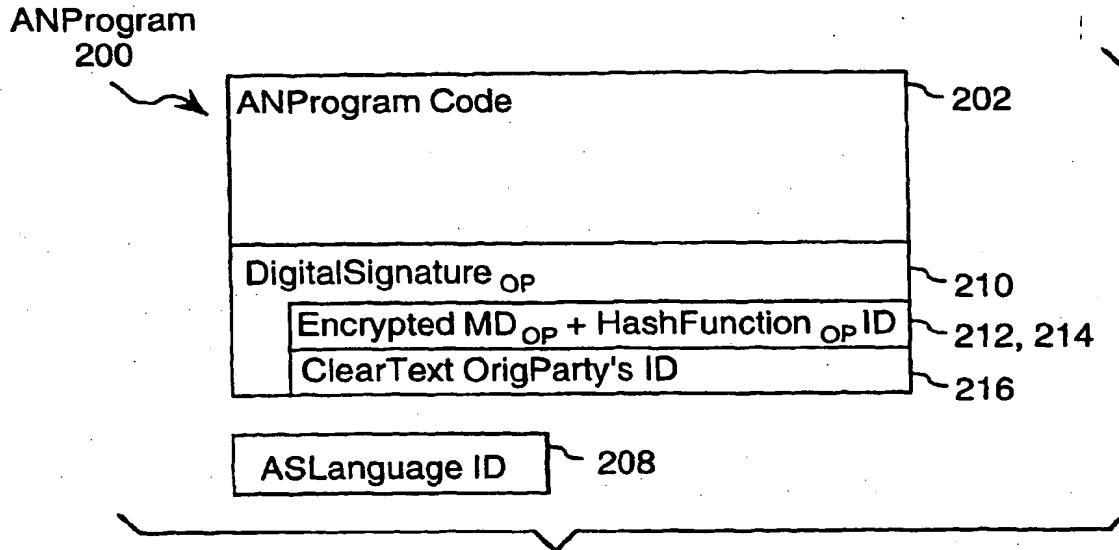 ANProgram
200
ANProgram Code
202
DigitalSignature OP
210
Encrypted MD OP + HashFunction OP ID
212, 214
ClearText OrigParty's ID
216
ASLanguage ID
208